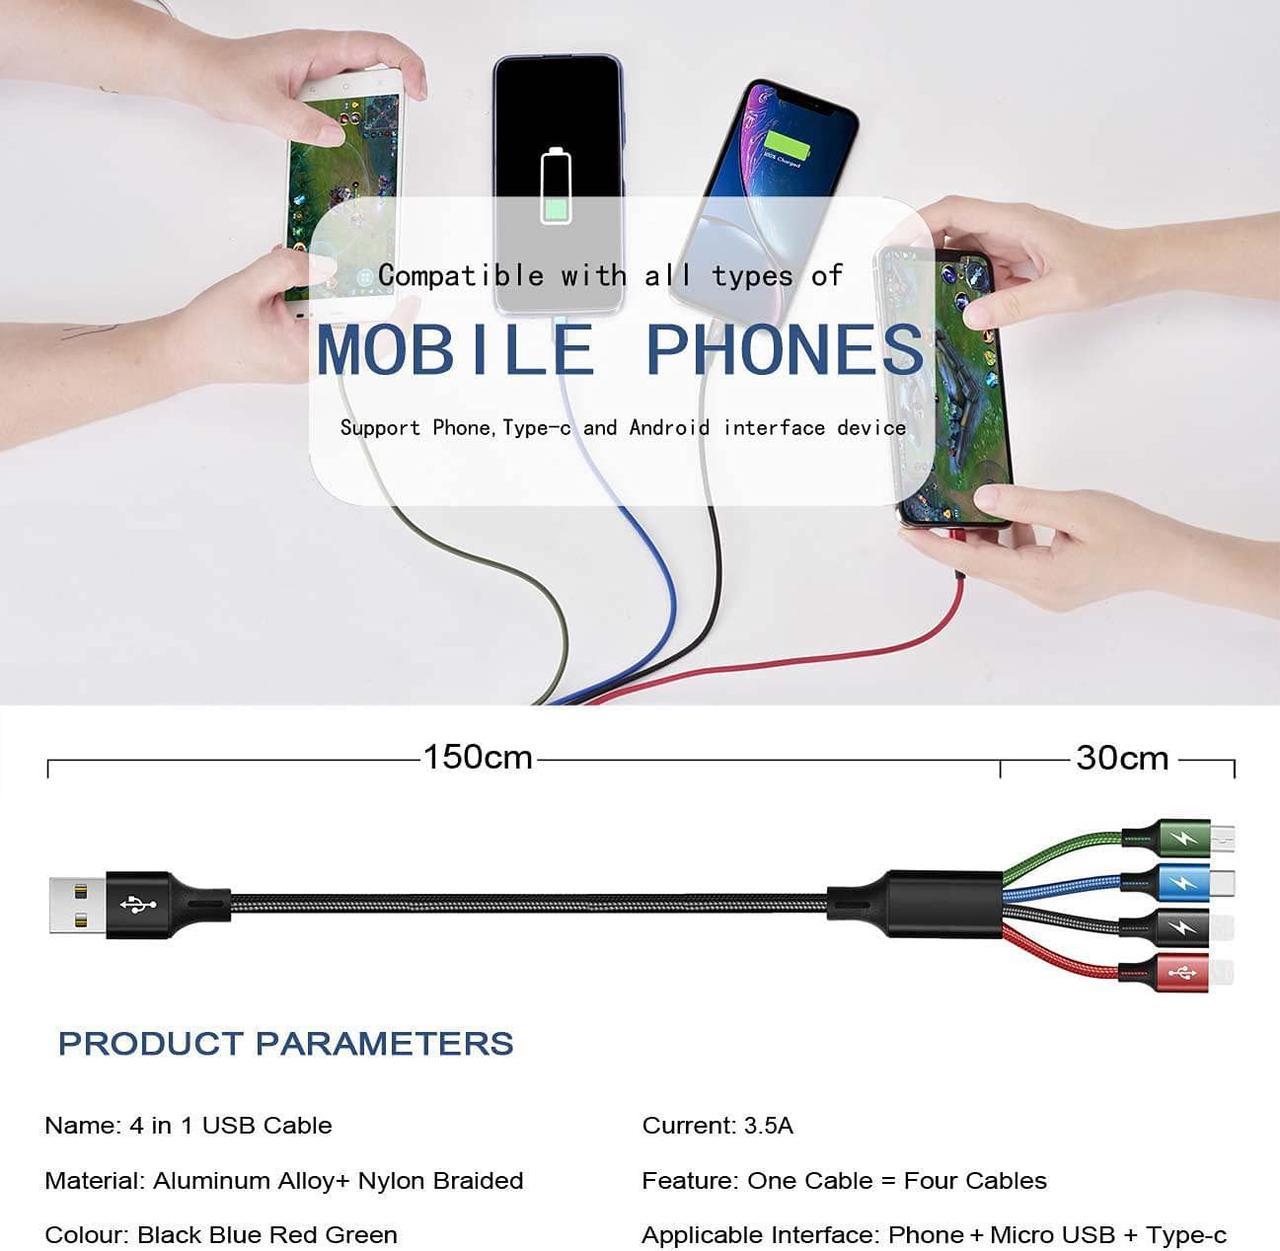 100% Charged
Compatible with all types of
MOBILE PHONES
Support Phone,Type-c and Android interface device
150cm
30cm
PRODUCT PARAMETERS
Name: 4 in 1 USB Cable
Current: 3.5A
Material: Aluminum Alloy+ Nylon Braided
Feature: One Cable = Four Cables
Colour: Black Blue Red Green
Applicable Interface: Phone + Micro USB + Type-c